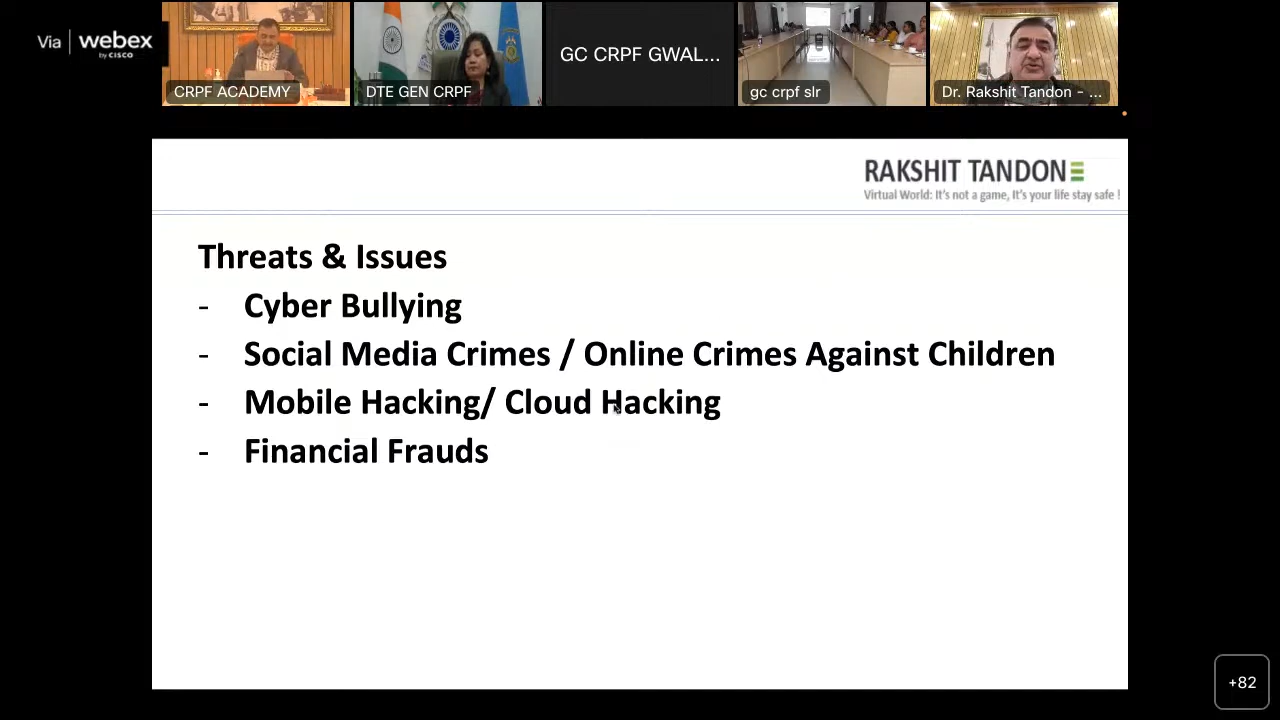 Via webex
by CISCO
CRPF ACADEMY
DTE GEN CRPF
GC CRPF GWAL...
gc crpf slr
Dr. Rakshit Tandon - ...
RAKSHIT TANDON
Virtual World: It's not a game, It's your life stay safe !
Threats & Issues
- Cyber Bullying
- Social Media Crimes / Online Crimes Against Children
- Mobile Hacking/ Cloud Hacking
- Financial Frauds
+82